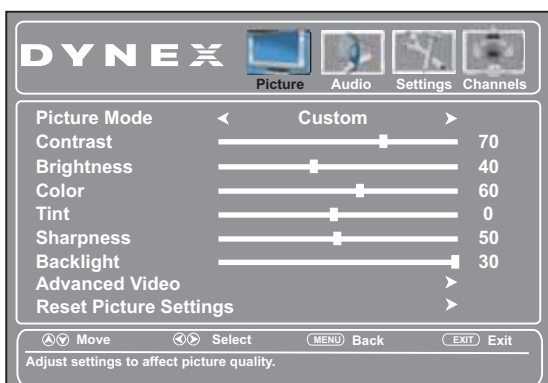 DYNEX
Picture Audio Settings Channels
Picture Mode Custom
Contrast 70
Brightness 40
Color 60
Tint 0
Sharpness 50
Backlight 30
Advanced Video
Reset Picture Settings
Move Select MENU Back EXIT Exit
Adjust settings to affect picture quality.